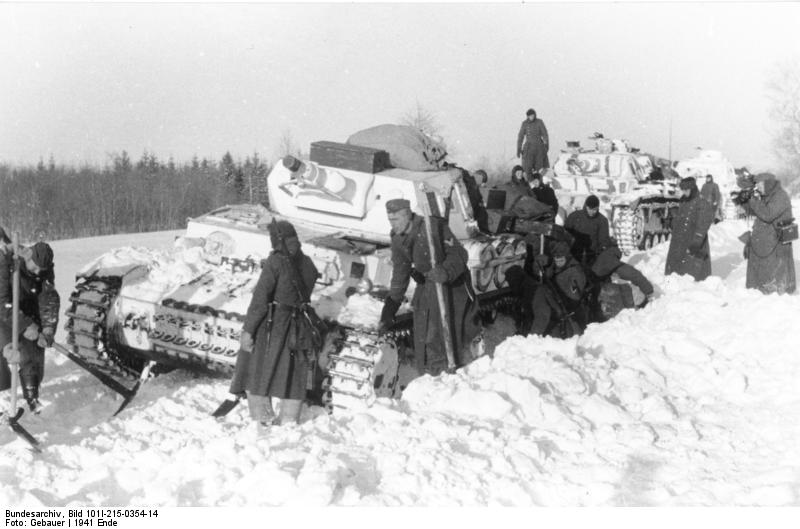 Bundesarchiv, Bild 101I-215-0354-14
Foto: Gebauer | 1941 Ende